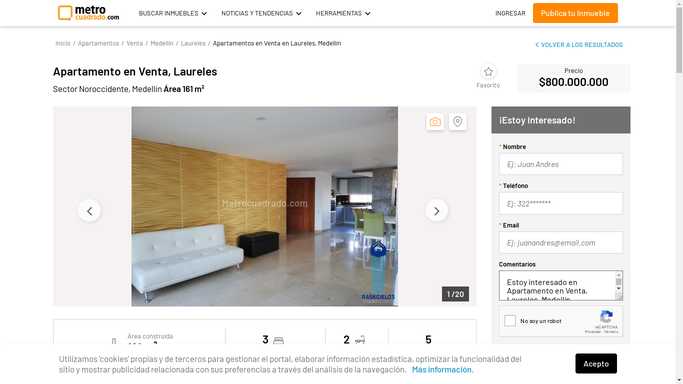 metro
cuadrado.com
BUSCAR INMUEBLES
NOTICIAS Y TENDENCIAS
HERRAMIENTAS
INGRESAR
Publica tu inmueble
Inicio / Apartamentos / Venta / Medellín / Laureles / Apartamentos en Venta en Laureles, Medellín
VOLVER A LOS RESULTADOS
Apartamento en Venta, Laureles
Sector Noroccidente, Medellín Área 161 m²
Favorito
Precio
$800.000.000
Metrocuadrado.com
RASKCIELOS
1 / 20
¡Estoy Interesado!
* Nombre
Ej: Juan Andres
* Teléfono
Ej: 322*******
* Email
Ej: juanandres@email.com
Comentarios
Estoy interesado en
Apartamento en Venta,
Laureles, Medellín
No soy un robot
reCAPTCHA
Privacidad - Términos
Área construida
3
2
5
Utilizamos 'cookies' propias y de terceros para gestionar el portal, elaborar información estadística, optimizar la funcionalidad del
sitio y mostrar publicidad relacionada con sus preferencias a través del análisis de la navegación. Más información.
Acepto